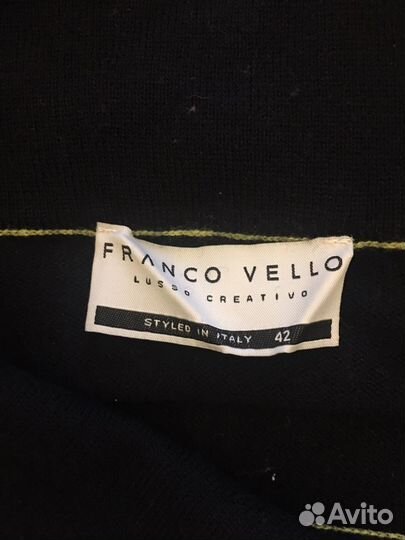 FRANCO VELLO
LUSSO CREATIVO
STYLED IN ITALY 42
Avito